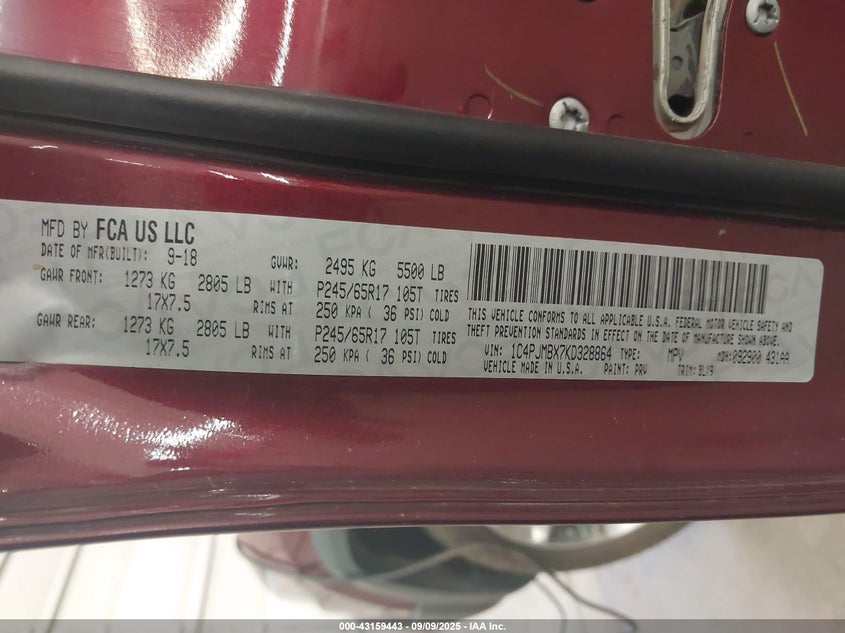 MFD BY FCA US LLC
DATE OF MFR(BUILT): 9-18 GVWR: 2495 KG 5500 LB
GAWR FRONT: 1273 KG 2805 LB WITH P245/65R17 105T TIRES
17X7.5 RIMS AT 250 KPA ( 36 PSI) COLD
GAWR REAR: 1273 KG 2805 LB WITH P245/65R17 105T TIRES
17X7.5 RIMS AT 250 KPA ( 36 PSI) COLD
THIS VEHICLE CONFORMS TO ALL APPLICABLE U.S.A. FEDERAL MOTOR VEHICLE SAFETY AND
THEFT PREVENTION STANDARDS IN EFFECT ON THE DATE OF MANUFACTURE SHOWN ABOVE.
VIN: 1C4PJMBX7KD328864 TYPE: MPV MDH: 092900 431AA
VEHICLE MADE IN U.S.A. PAINT: PRV TRIM: BLX9
000-43159443 - 09/09/2025 - IAA Inc.